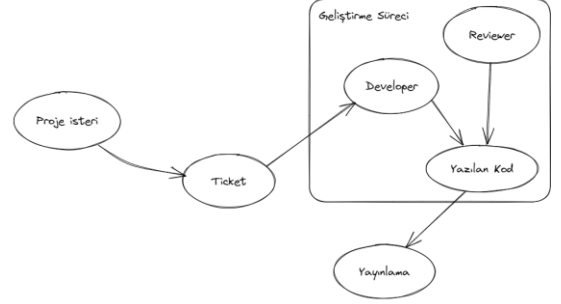 Geliştirme Süreci
Reviewer
Developer
Proje isteri
Yazılan Kod
Ticket
Yayınlama